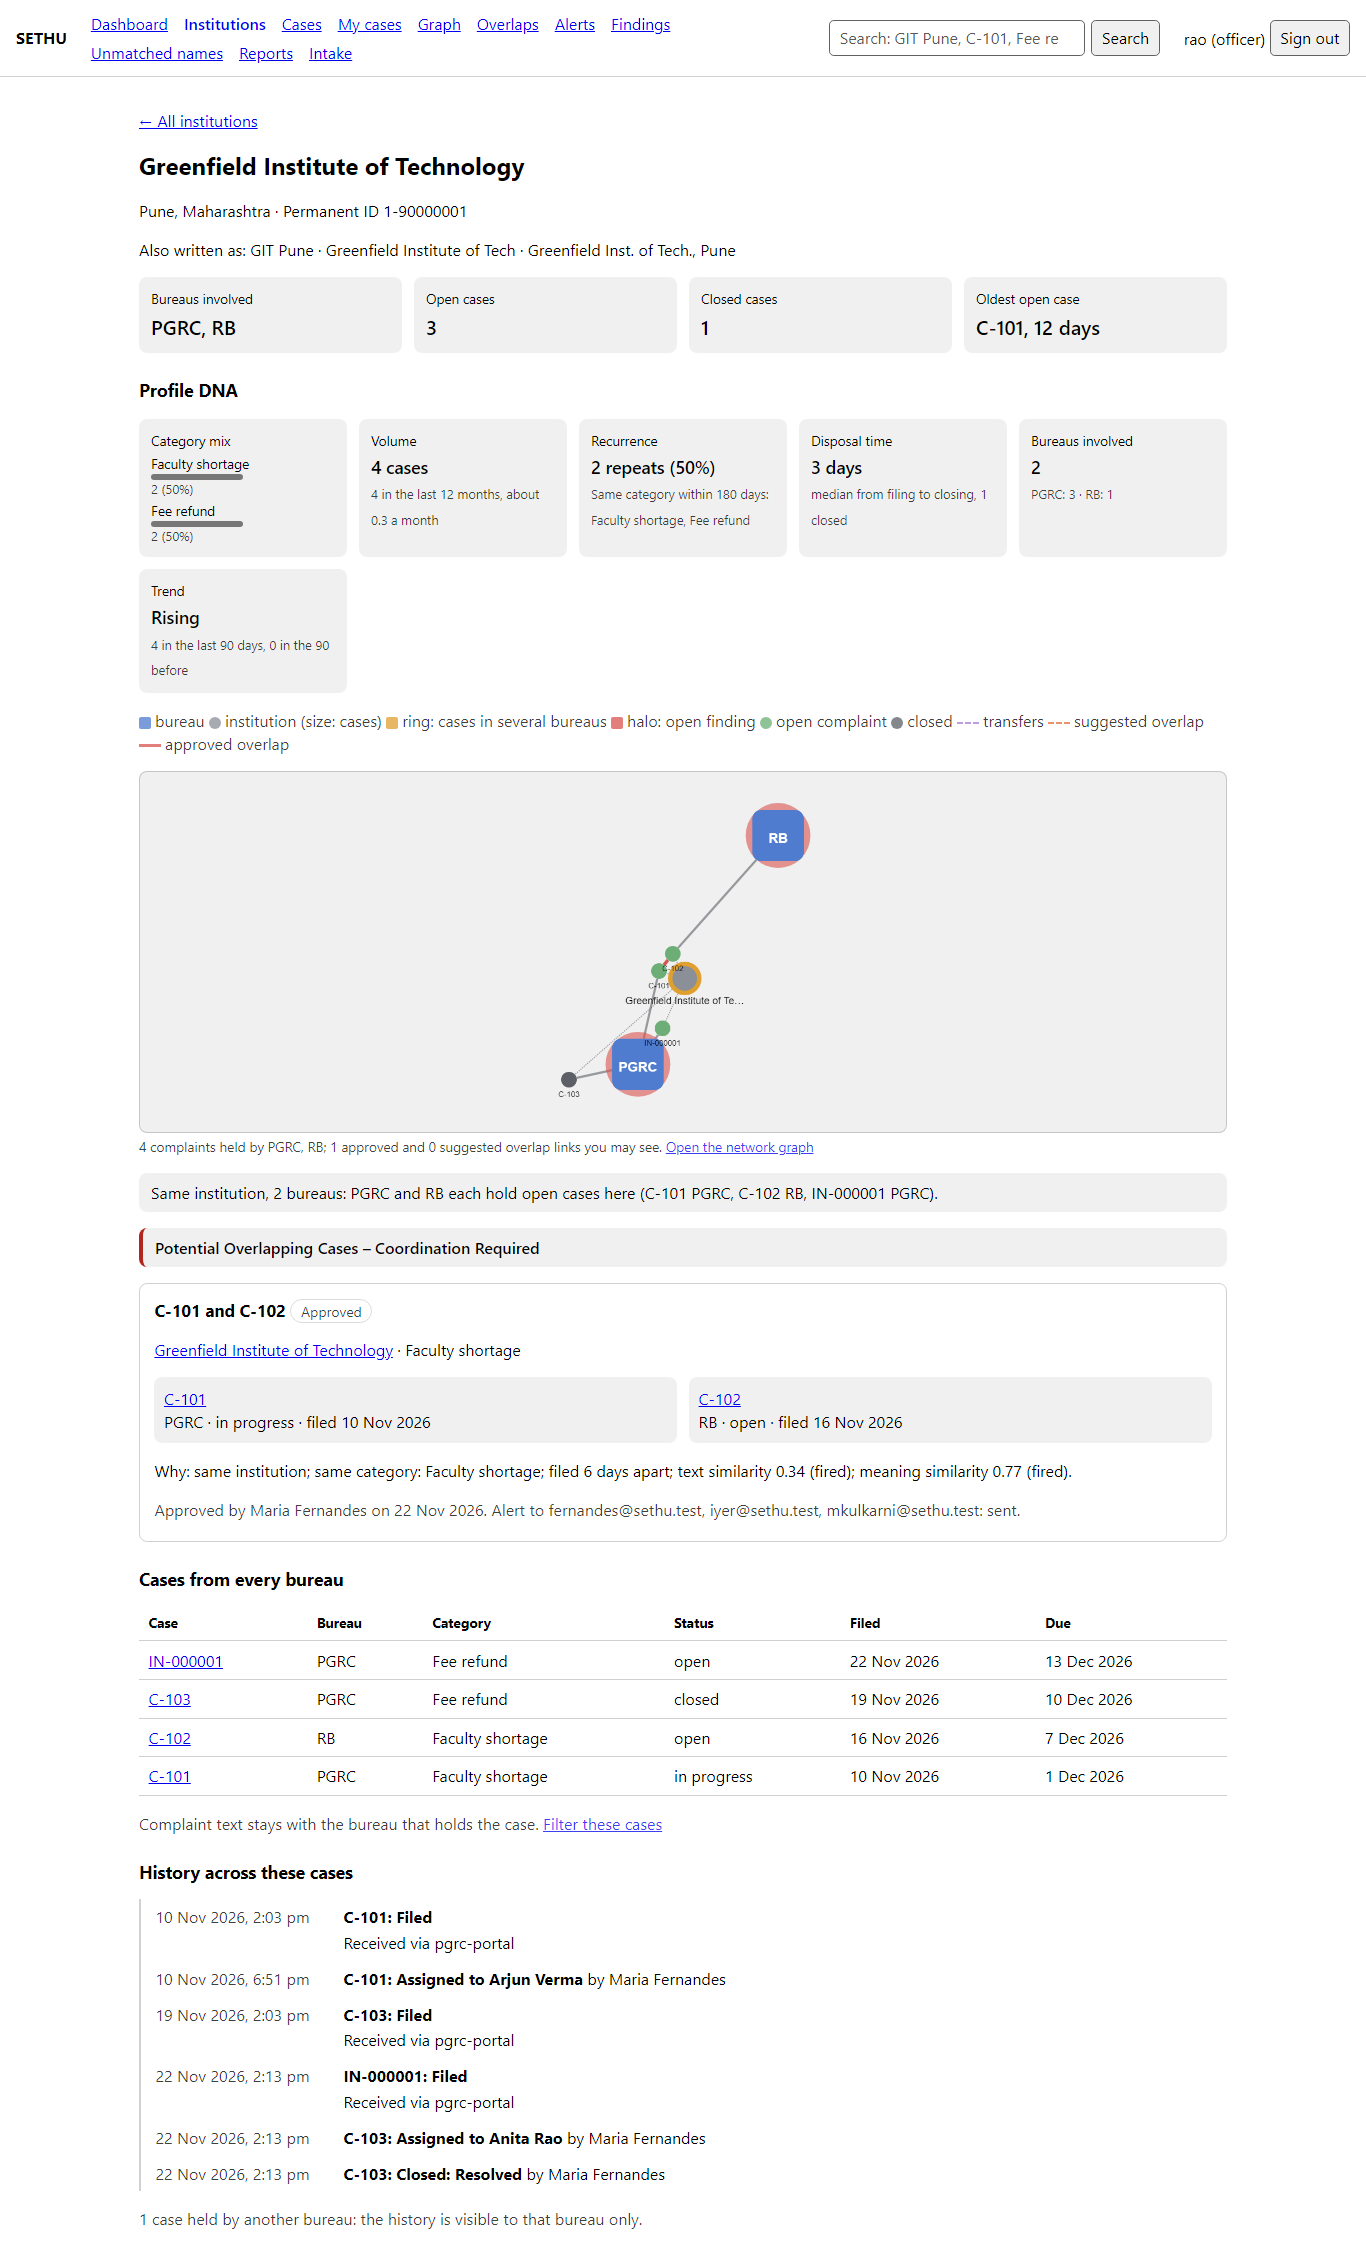 SETHU
Dashboard Institutions Cases My cases Graph Overlaps Alerts Findings
Unmatched names Reports Intake
Search: GIT Pune, C-101, Fee re
Search
rao (officer)
Sign out
← All institutions
Greenfield Institute of Technology
Pune, Maharashtra · Permanent ID 1-90000001
Also written as: GIT Pune · Greenfield Institute of Tech · Greenfield Inst. of Tech., Pune
Bureaus involved
PGRC, RB
Open cases
3
Closed cases
1
Oldest open case
C-101, 12 days
Profile DNA
Category mix
Faculty shortage
2 (50%)
Fee refund
2 (50%)
Volume
4 cases
4 in the last 12 months, about
0.3 a month
Recurrence
2 repeats (50%)
Same category within 180 days:
Faculty shortage, Fee refund
Disposal time
3 days
median from filing to closing, 1
closed
Bureaus involved
2
PGRC: 3 · RB: 1
Trend
Rising
4 in the last 90 days, 0 in the 90
before
bureau institution (size: cases) ring: cases in several bureaus halo: open finding open complaint closed transfers suggested overlap
approved overlap
RB
C-102
C-101
Greenfield Institute of Te...
IN-000001
PGRC
C-103
4 complaints held by PGRC, RB; 1 approved and 0 suggested overlap links you may see. Open the network graph
Same institution, 2 bureaus: PGRC and RB each hold open cases here (C-101 PGRC, C-102 RB, IN-000001 PGRC).
Potential Overlapping Cases – Coordination Required
C-101 and C-102 Approved
Greenfield Institute of Technology · Faculty shortage
C-101
PGRC · in progress · filed 10 Nov 2026
C-102
RB · open · filed 16 Nov 2026
Why: same institution; same category: Faculty shortage; filed 6 days apart; text similarity 0.34 (fired); meaning similarity 0.77 (fired).
Approved by Maria Fernandes on 22 Nov 2026. Alert to fernandes@sethu.test, iyer@sethu.test, mkulkarni@sethu.test: sent.
Cases from every bureau
Case Bureau Category Status Filed Due
IN-000001 PGRC Fee refund open 22 Nov 2026 13 Dec 2026
C-103 PGRC Fee refund closed 19 Nov 2026 10 Dec 2026
C-102 RB Faculty shortage open 16 Nov 2026 7 Dec 2026
C-101 PGRC Faculty shortage in progress 10 Nov 2026 1 Dec 2026
Complaint text stays with the bureau that holds the case. Filter these cases
History across these cases
10 Nov 2026, 2:03 pm C-101: Filed
Received via pgrc-portal
10 Nov 2026, 6:51 pm C-101: Assigned to Arjun Verma by Maria Fernandes
19 Nov 2026, 2:03 pm C-103: Filed
Received via pgrc-portal
22 Nov 2026, 2:13 pm IN-000001: Filed
Received via pgrc-portal
22 Nov 2026, 2:13 pm C-103: Assigned to Anita Rao by Maria Fernandes
22 Nov 2026, 2:13 pm C-103: Closed: Resolved by Maria Fernandes
1 case held by another bureau: the history is visible to that bureau only.